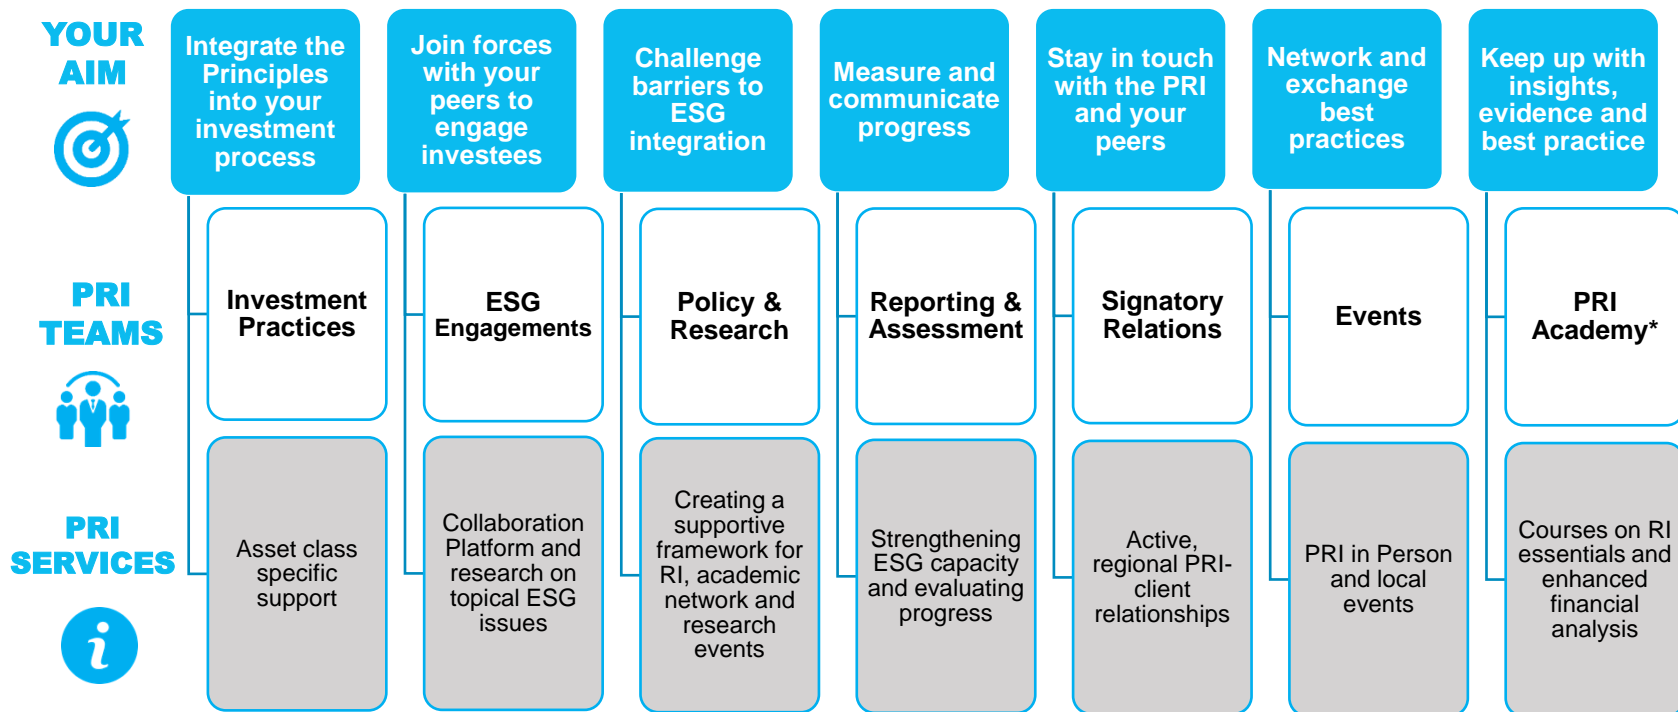 YOUR
AIM
Integrate the
Principles
into your
investment
process
Join forces
with your
peers to
engage
investees
Challenge
barriers to
ESG
integration
Measure and
communicate
progress
Stay in touch
with the PRI
and your
peers
Network and
exchange
best
practices
Keep up with
insights,
evidence and
best practice
PRI
TEAMS
Investment
Practices
ESG
Engagements
Policy &
Research
Reporting &
Assessment
Signatory
Relations
Events
PRI
Academy*
PRI
SERVICES
i
Asset class
specific
support
Collaboration
Platform and
research on
topical ESG
issues
Creating a
supportive
framework for
RI, academic
network and
research
events
Strengthening
ESG capacity
and evaluating
progress
Active,
regional PRI-
client
relationships
PRI in Person
and local
events
Courses on RI
essentials and
enhanced
financial
analysis